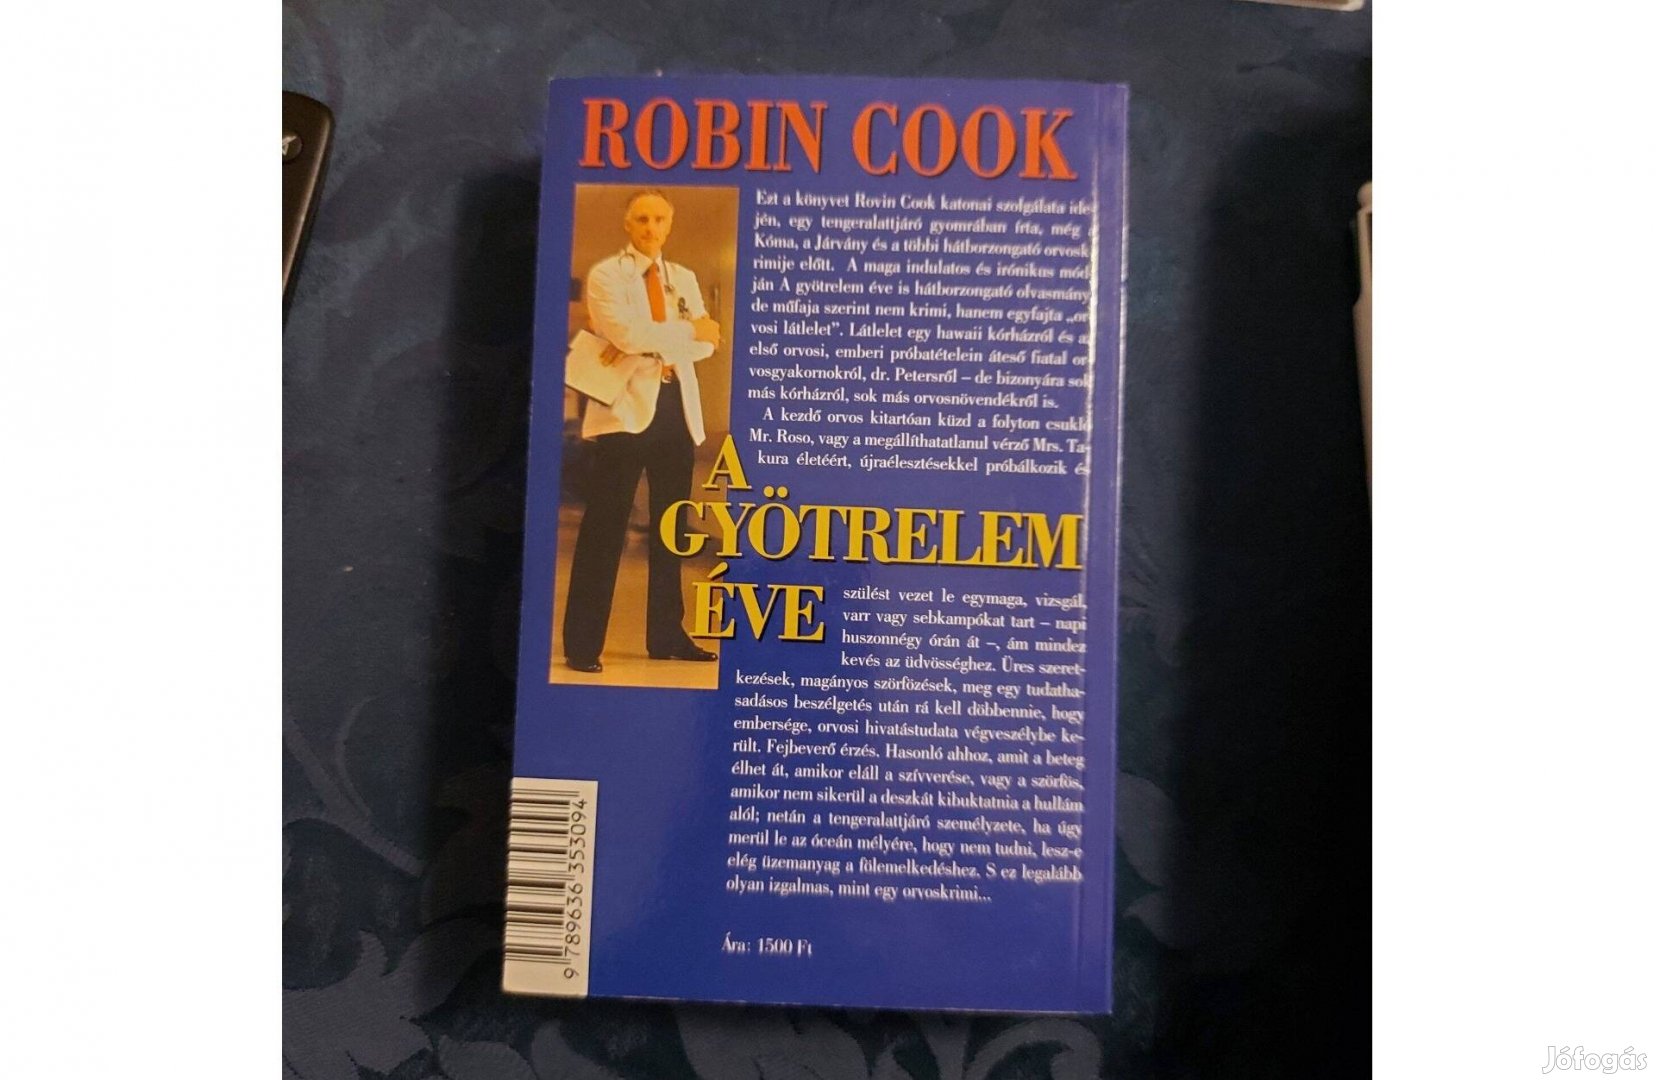 ROBIN COOK
Ezt a könyvet Rovin Cook katonai szolgálata ide-
jén, egy tengeralattjáró gyomrában írta, még a
Kóma, a Járvány és a többi hátborzongató orvosk-
rimije előtt. A maga indulatos és irónikus mód-
ján A gyötrelem éve is hátborzongató olvasmány,
de műfaja szerint nem krimi, hanem egyfajta „or-
vosi látlelet”. Látlelet egy hawaii kórházról és az
első orvosi, emberi próbatételein áteső fiatal or-
vosgyakornokról, dr. Petersről – de bizonyára sok
más kórházról, sok más orvosnövendékről is.
A kezdő orvos kitartóan küzd a folyton csukló
Mr. Roso, vagy a megállíthatatlanul vérző Mrs. Ta-
kura életéért, újraélesztésekkel próbálkozik és
A
GYÖTRELEM
ÉVE
szülést vezet le egymaga, vizsgál,
varr vagy sebkampókat tart – napi
huszonnégy órán át –, ám mindez
kevés az üdvösséghez. Üres szeret-
kezések, magányos szörfözések, meg egy tudatha-
sadásos beszélgetés után rá kell döbbennie, hogy
embersége, orvosi hivatástudata végveszélybe ke-
rült. Fejbeverő érzés. Hasonló ahhoz, amit a beteg
élhet át, amikor eláll a szívverése, vagy a szörfös,
amikor nem sikerül a deszkát kibuktatnia a hullám
alól; netán a tengeralattjáró személyzete, ha úgy
merül le az óceán mélyére, hogy nem tudni, lesz-e
elég üzemanyag a fölemelkedéshez. S ez legalább
olyan izgalmas, mint egy orvoskrimi...
Ára: 1500 Ft
9 789636 353094
Jófogás